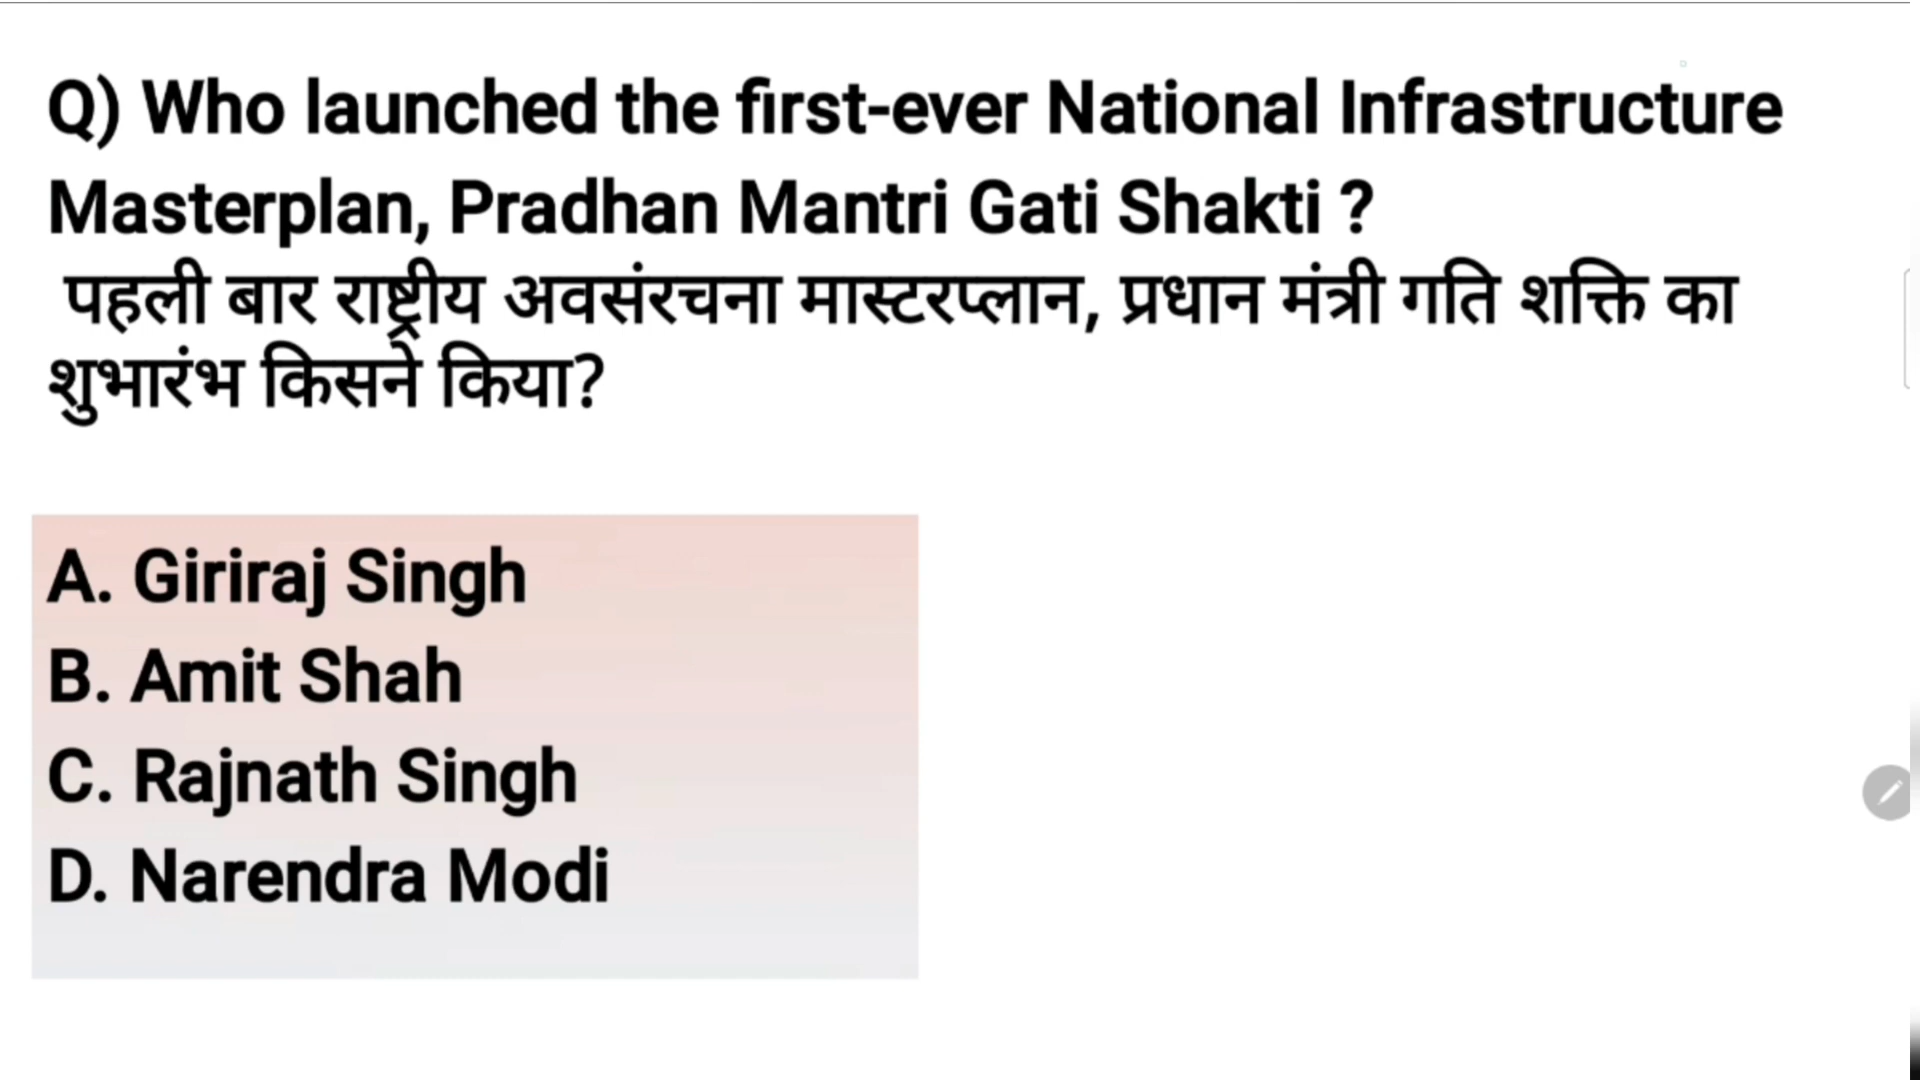 Q) Who launched the first-ever National Infrastructure
Masterplan, Pradhan Mantri Gati Shakti ?
पहली बार राष्ट्रीय अवसंरचना मास्टरप्लान, प्रधान मंत्री गति शक्ति का
शुभारंभ किसने किया?
A. Giriraj Singh
B. Amit Shah
C. Rajnath Singh
D. Narendra Modi